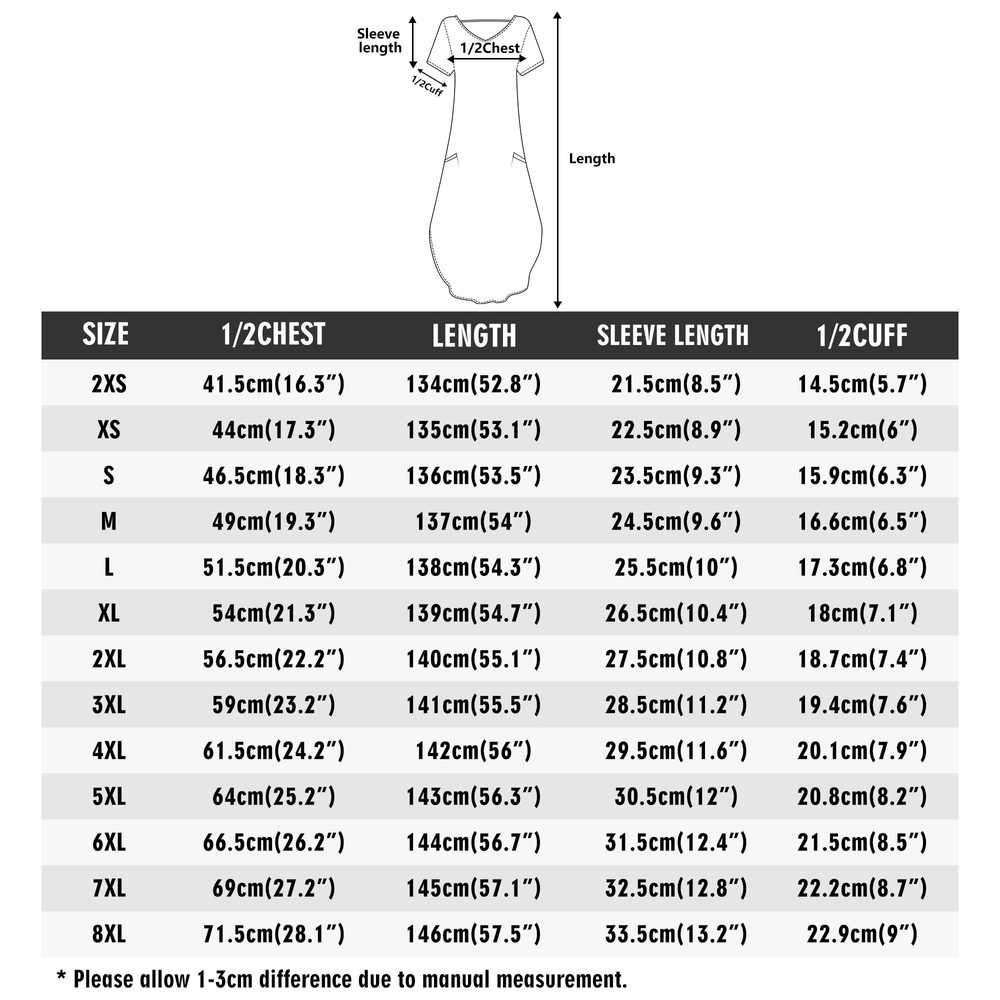 Sleeve
length
1/2Chest
1/2Cuff
Length
SIZE 1/2CHEST LENGTH SLEEVE LENGTH 1/2CUFF
2XS 41.5cm(16.3″) 134cm(52.8″) 21.5cm(8.5″) 14.5cm(5.7″)
XS 44cm(17.3″) 135cm(53.1″) 22.5cm(8.9″) 15.2cm(6″)
S 46.5cm(18.3″) 136cm(53.5″) 23.5cm(9.3″) 15.9cm(6.3″)
M 49cm(19.3″) 137cm(54″) 24.5cm(9.6″) 16.6cm(6.5″)
L 51.5cm(20.3″) 138cm(54.3″) 25.5cm(10″) 17.3cm(6.8″)
XL 54cm(21.3″) 139cm(54.7″) 26.5cm(10.4″) 18cm(7.1″)
2XL 56.5cm(22.2″) 140cm(55.1″) 27.5cm(10.8″) 18.7cm(7.4″)
3XL 59cm(23.2″) 141cm(55.5″) 28.5cm(11.2″) 19.4cm(7.6″)
4XL 61.5cm(24.2″) 142cm(56″) 29.5cm(11.6″) 20.1cm(7.9″)
5XL 64cm(25.2″) 143cm(56.3″) 30.5cm(12″) 20.8cm(8.2″)
6XL 66.5cm(26.2″) 144cm(56.7″) 31.5cm(12.4″) 21.5cm(8.5″)
7XL 69cm(27.2″) 145cm(57.1″) 32.5cm(12.8″) 22.2cm(8.7″)
8XL 71.5cm(28.1″) 146cm(57.5″) 33.5cm(13.2″) 22.9cm(9″)
* Please allow 1-3cm difference due to manual measurement.